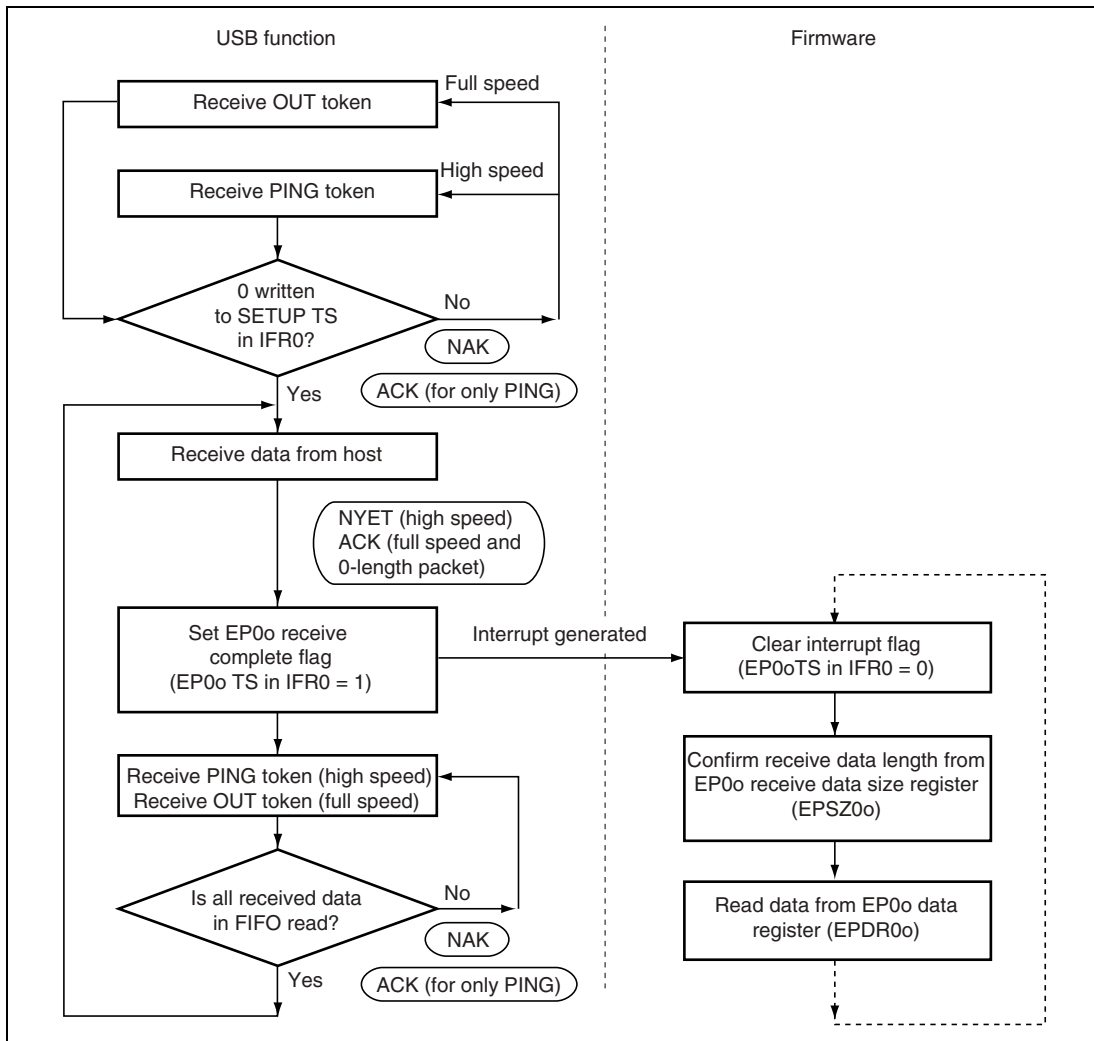 USB function
Firmware
Full speed
Receive OUT token
High speed
Receive PING token
0 written
to SETUP TS
in IFR0?
No
NAK
ACK (for only PING)
Yes
Receive data from host
NYET (high speed)
ACK (full speed and
0-length packet)
Set EP0o receive
complete flag
(EP0o TS in IFR0 = 1)
Interrupt generated
Clear interrupt flag
(EP0oTS in IFR0 = 0)
Confirm receive data length from
EP0o receive data size register
(EPSZ0o)
Read data from EP0o data
register (EPDR0o)
Receive PING token (high speed)
Receive OUT token (full speed)
Is all received data
in FIFO read?
No
NAK
ACK (for only PING)
Yes